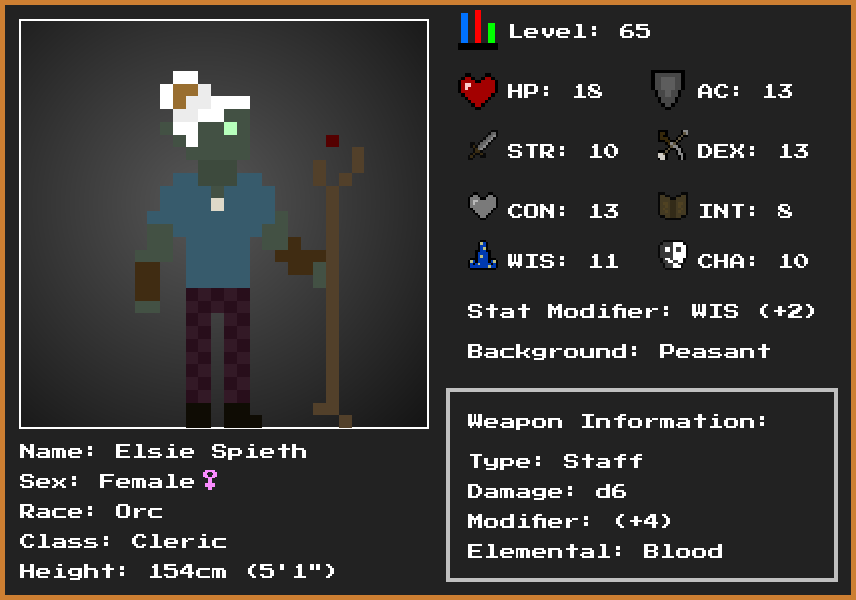 Level: 65
HP: 18
AC: 13
STR: 10
DEX: 13
CON: 13
INT: 8
WIS: 11
CHA: 10
Stat Modifier: WIS (+2)
Background: Peasant
Weapon Information:
Type: Staff
Damage: d6
Modifier: (+4)
Elemental: Blood
Name: Elsie Spieth
Sex: Female♀
Race: Orc
Class: Cleric
Height: 154cm (5'1")